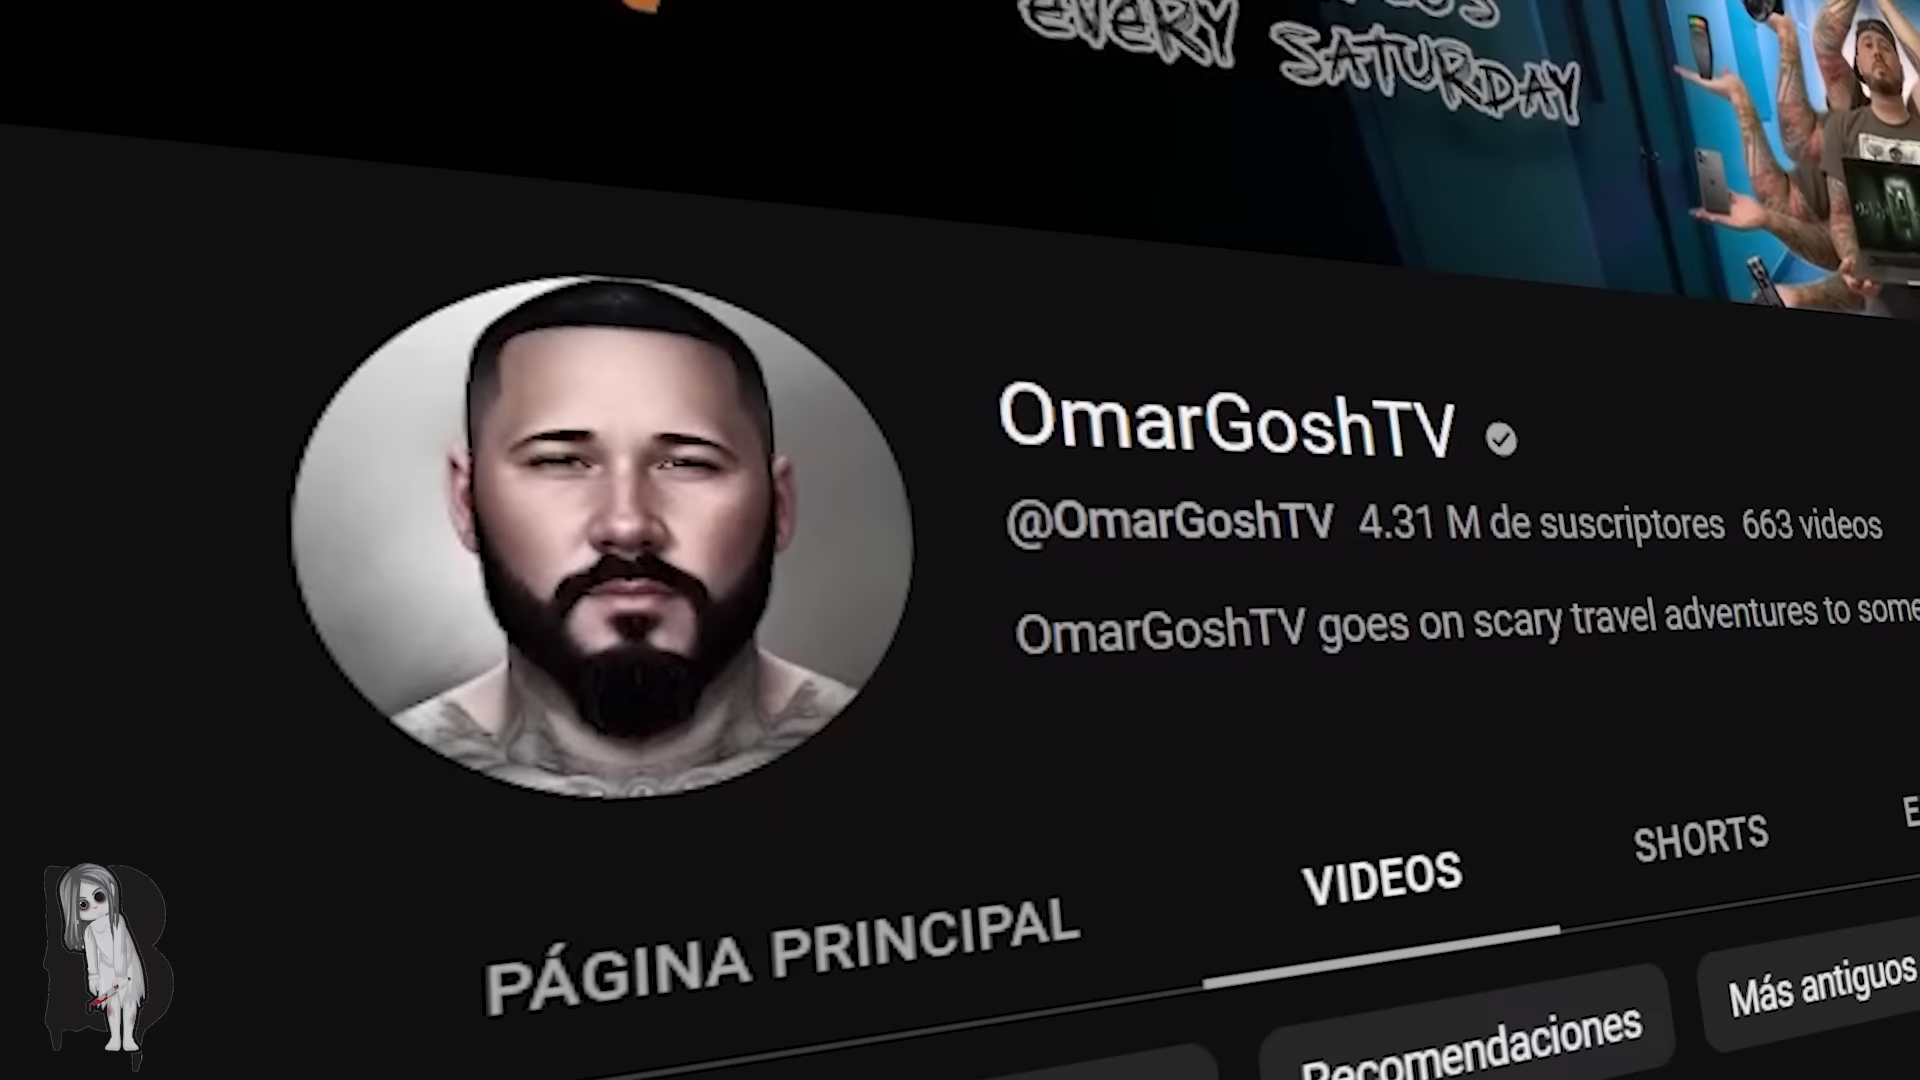 EVERY SATURDAY
OmarGoshTV
@OmarGoshTV 4.31 M de suscriptores 663 videos
OmarGoshTV goes on scary travel adventures to some
PÁGINA PRINCIPAL VIDEOS SHORTS
Recomendaciones Más antiguos